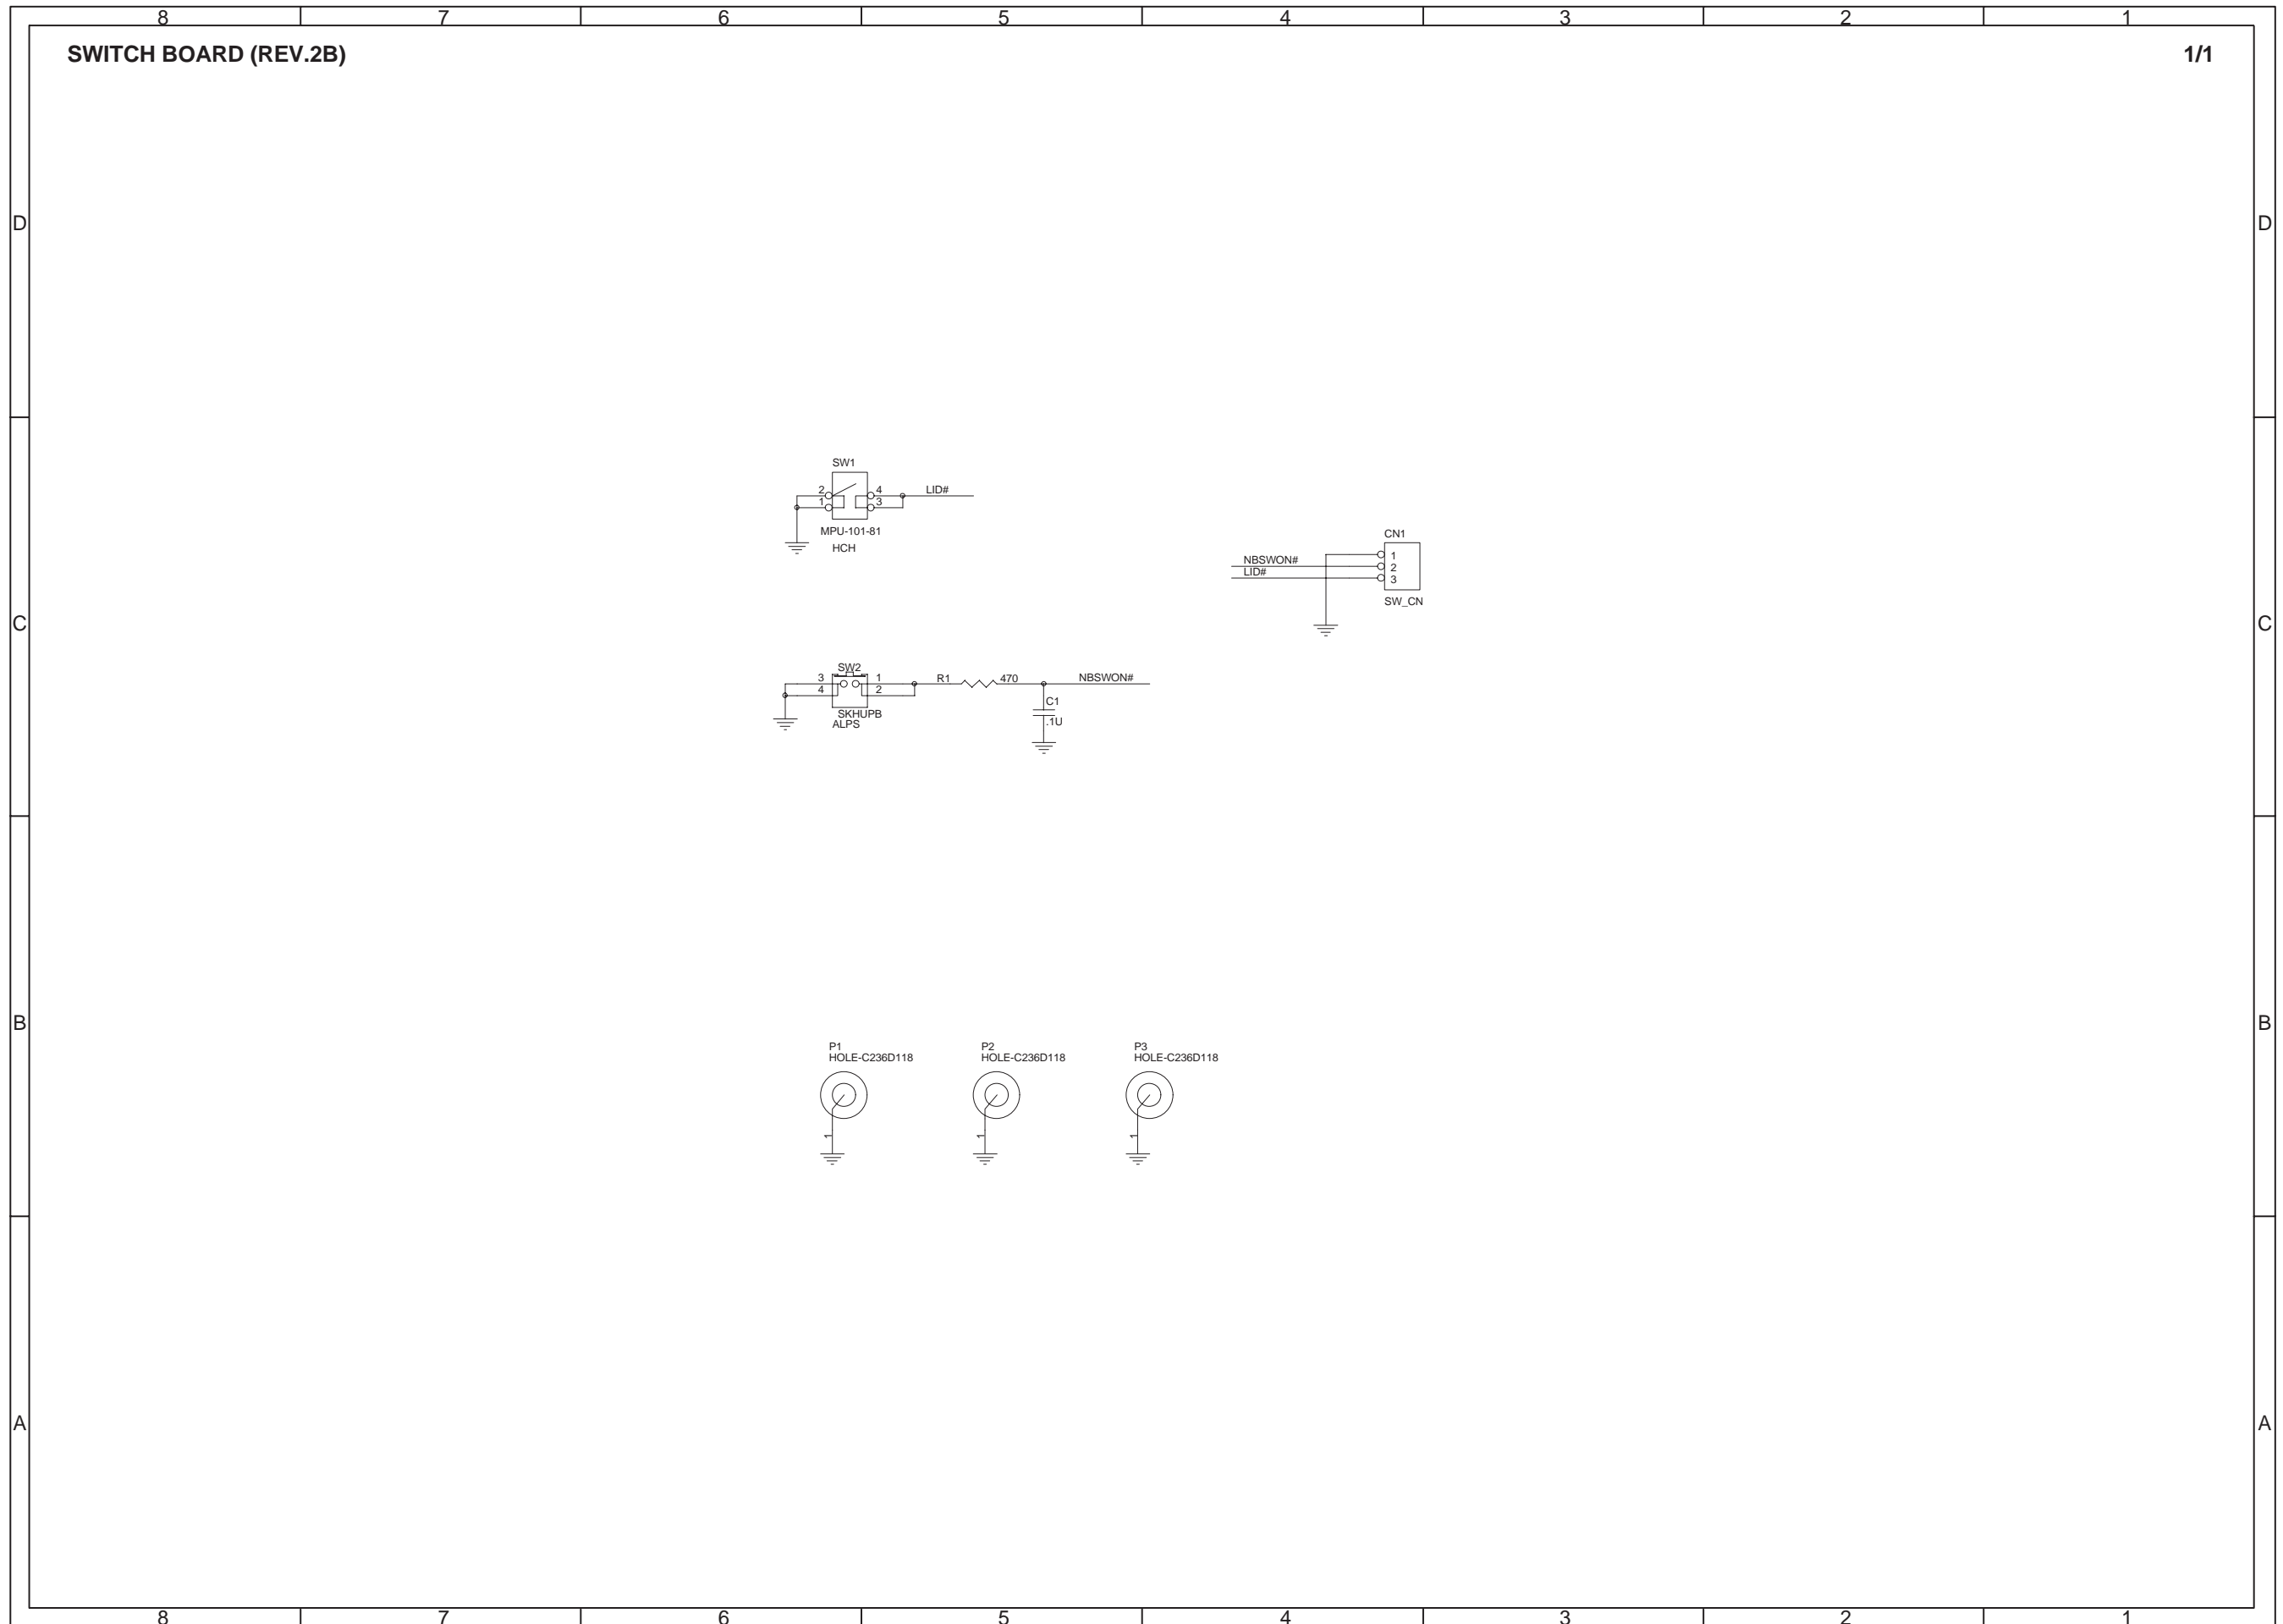 8 7 6 5 4 3 2 1
SWITCH BOARD (REV.2B) 1/1
D D
SW1
2 4 LID#
1 3
MPU-101-81
HCH
CN1
1
NBSWON# 2
LID# 3
SW_CN
C C
SW2
3 1 R1 470 NBSWON#
4 2
C1
SKHUPB .1U
ALPS
B B
P1 P2 P3
HOLE-C236D118 HOLE-C236D118 HOLE-C236D118
1 1 1
A A
8 7 6 5 4 3 2 1